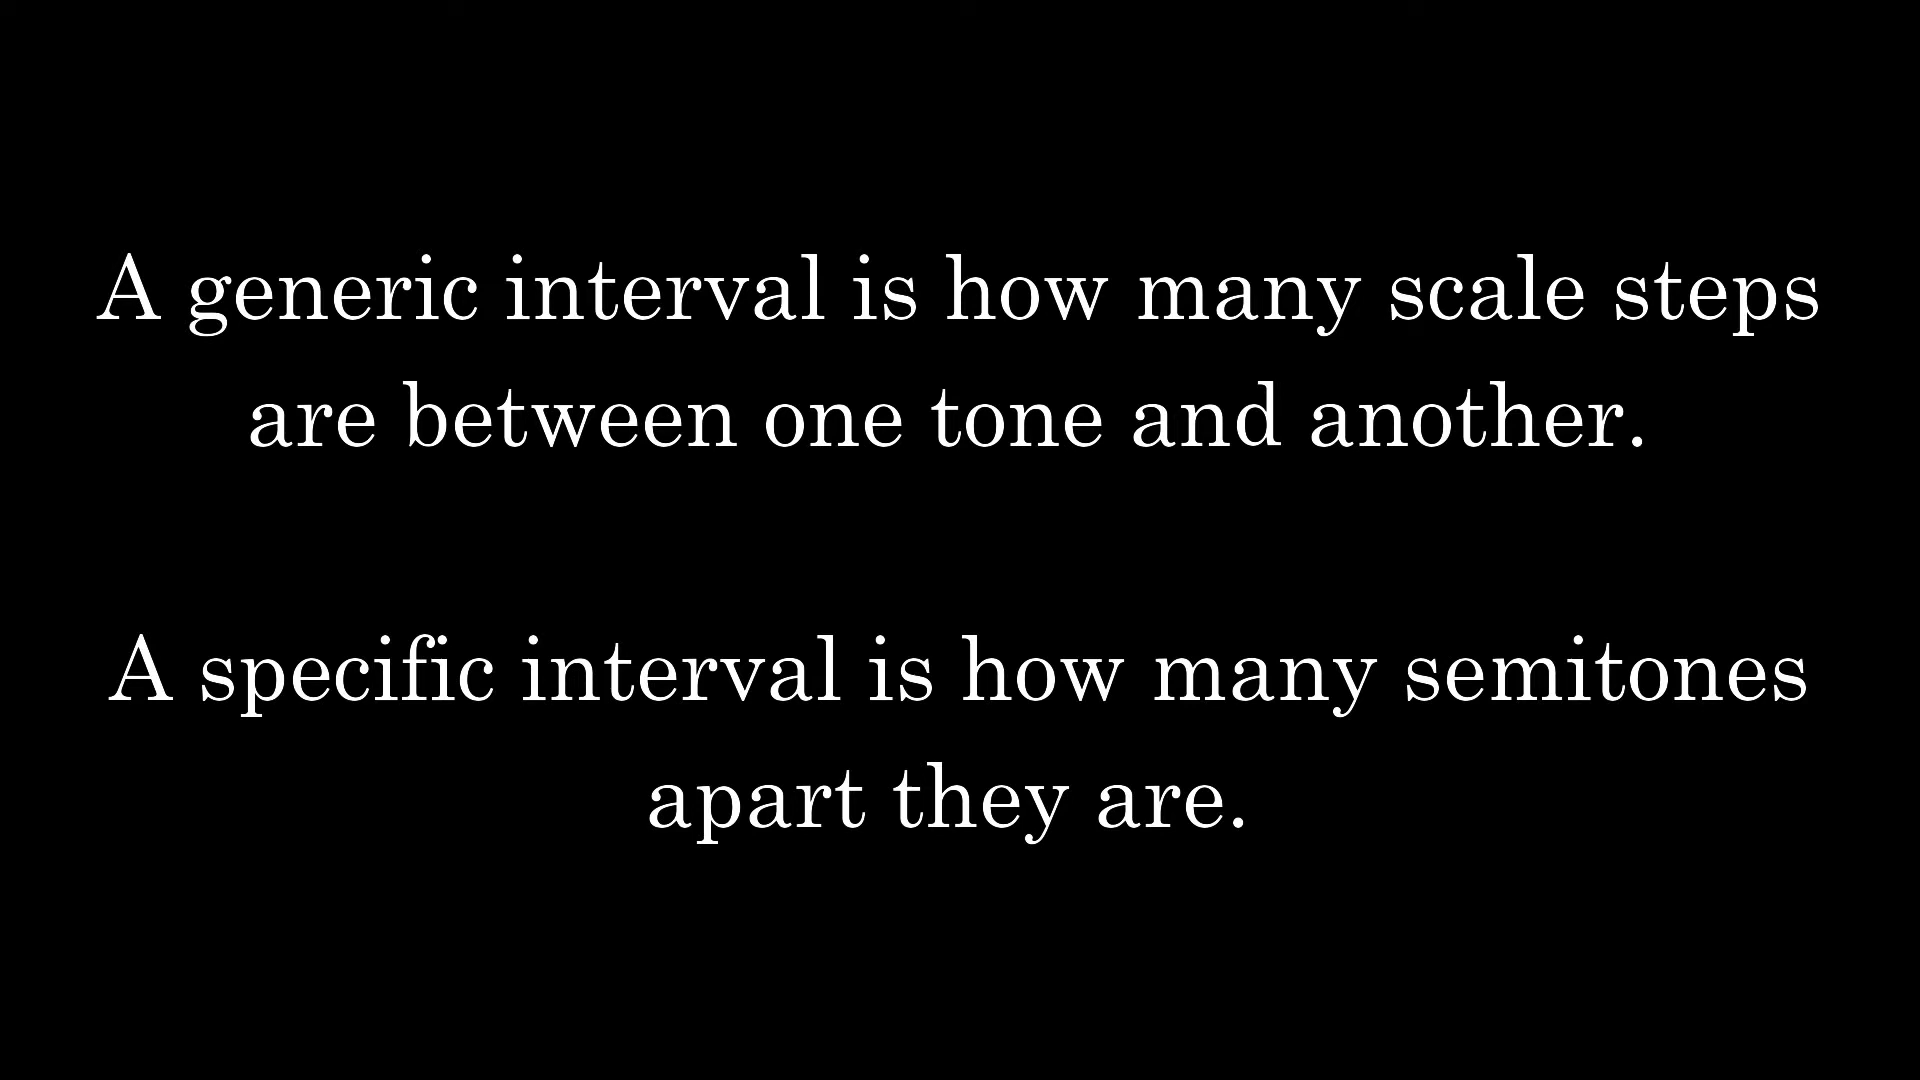 A generic interval is how many scale steps
are between one tone and another.
A specific interval is how many semitones
apart they are.